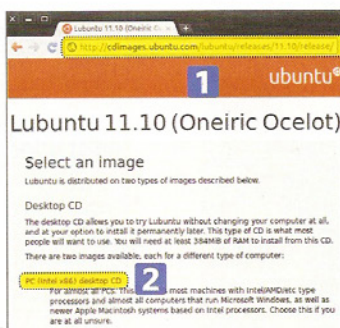 Lubuntu 11.10 (Oneiric Oc
http://cdimages.ubuntu.com/lubuntu/releases/11.10/release/
1
ubuntu®
Lubuntu 11.10 (Oneiric Ocelot)
Select an image
Lubuntu is distributed on two types of images described below.
Desktop CD
The desktop CD allows you to try Lubuntu without changing your computer at all,
and at your option to install it permanently later. This type of CD is what most
people will want to use. You will need at least 384MiB of RAM to install from this CD.
There are two images available, each for a different type of computer:
PC (Intel x86) desktop CD
2
For almost all PCs. This most machines with Intel/AMD/etc type
processors and almost all computers that run Microsoft Windows, as well as
newer Apple Macintosh systems based on Intel processors. Choose this if you
are at all unsure.